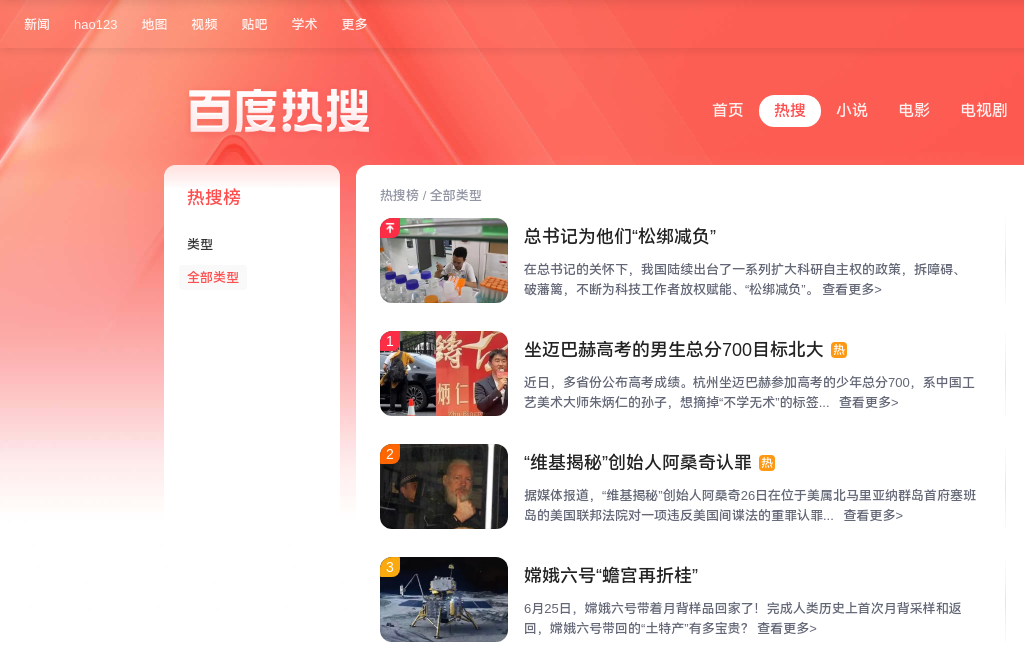 新闻 hao123 地图 视频 贴吧 学术 更多
百度热搜
首页 热搜 小说 电影 电视剧
热搜榜
类型
全部类型
热搜榜 / 全部类型
总书记为他们“松绑减负”
在总书记的关怀下，我国陆续出台了一系列扩大科研自主权的政策，拆障碍、
破藩篱，不断为科技工作者放权赋能、“松绑减负”。 查看更多>
1
坐迈巴赫高考的男生总分700目标北大 热
近日，多省份公布高考成绩。杭州坐迈巴赫参加高考的少年总分700，系中国工
艺美术大师朱炳仁的孙子，想摘掉“不学无术”的标签... 查看更多>
2
“维基揭秘”创始人阿桑奇认罪 热
据媒体报道，“维基揭秘”创始人阿桑奇26日在位于美属北马里亚纳群岛首府塞班
岛的美国联邦法院对一项违反美国间谍法的重罪认罪... 查看更多>
3
嫦娥六号“蟾宫再折桂”
6月25日，嫦娥六号带着月背样品回家了！完成人类历史上首次月背采样和返
回，嫦娥六号带回的“土特产”有多宝贵？ 查看更多>